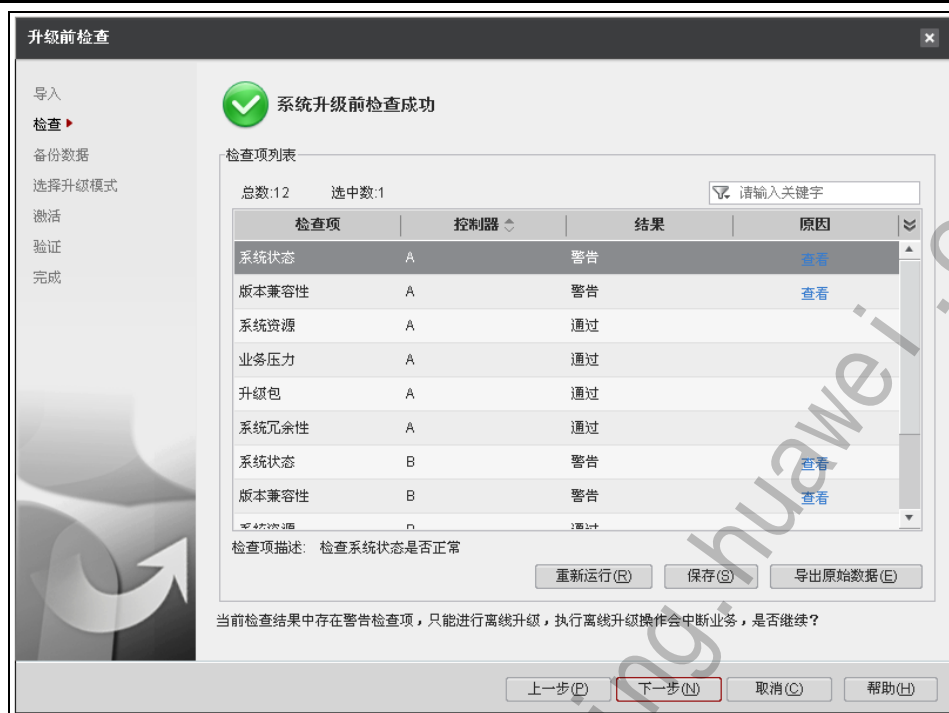 升级前检查
导入
检查
备份数据
选择升级模式
激活
验证
完成
系统升级前检查成功
检查项列表
总数:12 选中数:1 请输入关键字
检查项 控制器 结果 原因
系统状态 A 警告 查看
版本兼容性 A 警告 查看
系统资源 A 通过
业务压力 A 通过
升级包 A 通过
系统冗余性 A 通过
系统状态 B 警告 查看
版本兼容性 B 警告 查看
检查项描述: 检查系统状态是否正常
重新运行(R) 保存(S) 导出原始数据(E)
当前检查结果中存在警告检查项，只能进行离线升级，执行离线升级操作会中断业务，是否继续?
上一步(P) 下一步(N) 取消(C) 帮助(H)
ng.huawei.